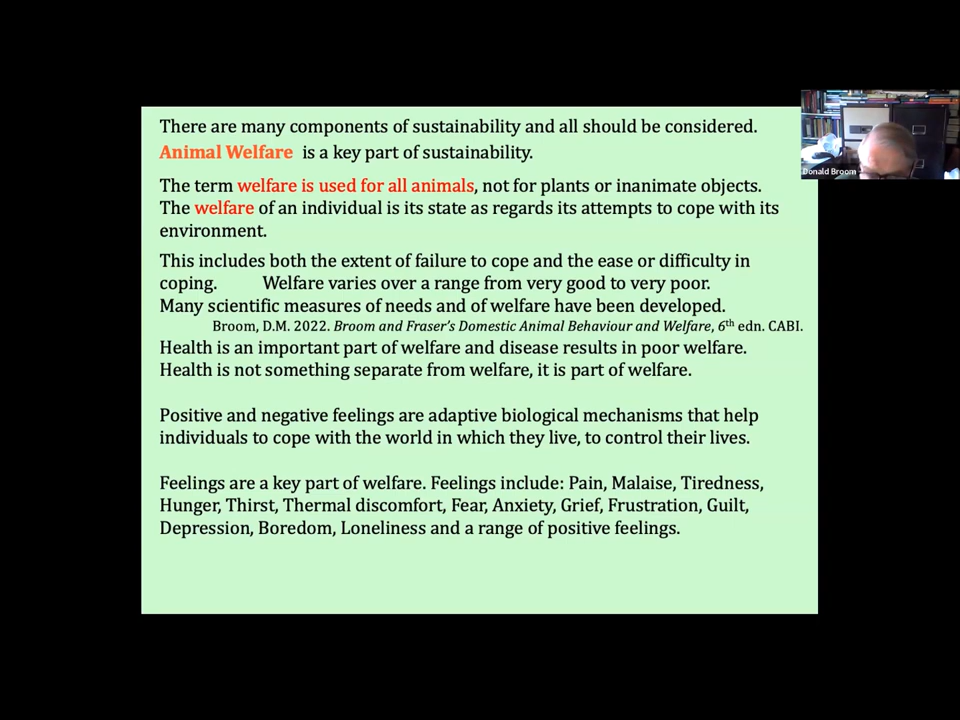 There are many components of sustainability and all should be considered.
Animal Welfare is a key part of sustainability.
The term welfare is used for all animals, not for plants or inanimate objects.
The welfare of an individual is its state as regards its attempts to cope with its
environment.
This includes both the extent of failure to cope and the ease or difficulty in
coping. Welfare varies over a range from very good to very poor.
Many scientific measures of needs and of welfare have been developed.
Broom, D.M. 2022. Broom and Fraser’s Domestic Animal Behaviour and Welfare, 6th edn. CABI.
Health is an important part of welfare and disease results in poor welfare.
Health is not something separate from welfare, it is part of welfare.
Positive and negative feelings are adaptive biological mechanisms that help
individuals to cope with the world in which they live, to control their lives.
Feelings are a key part of welfare. Feelings include: Pain, Malaise, Tiredness,
Hunger, Thirst, Thermal discomfort, Fear, Anxiety, Grief, Frustration, Guilt,
Depression, Boredom, Loneliness and a range of positive feelings.
Donald Broom